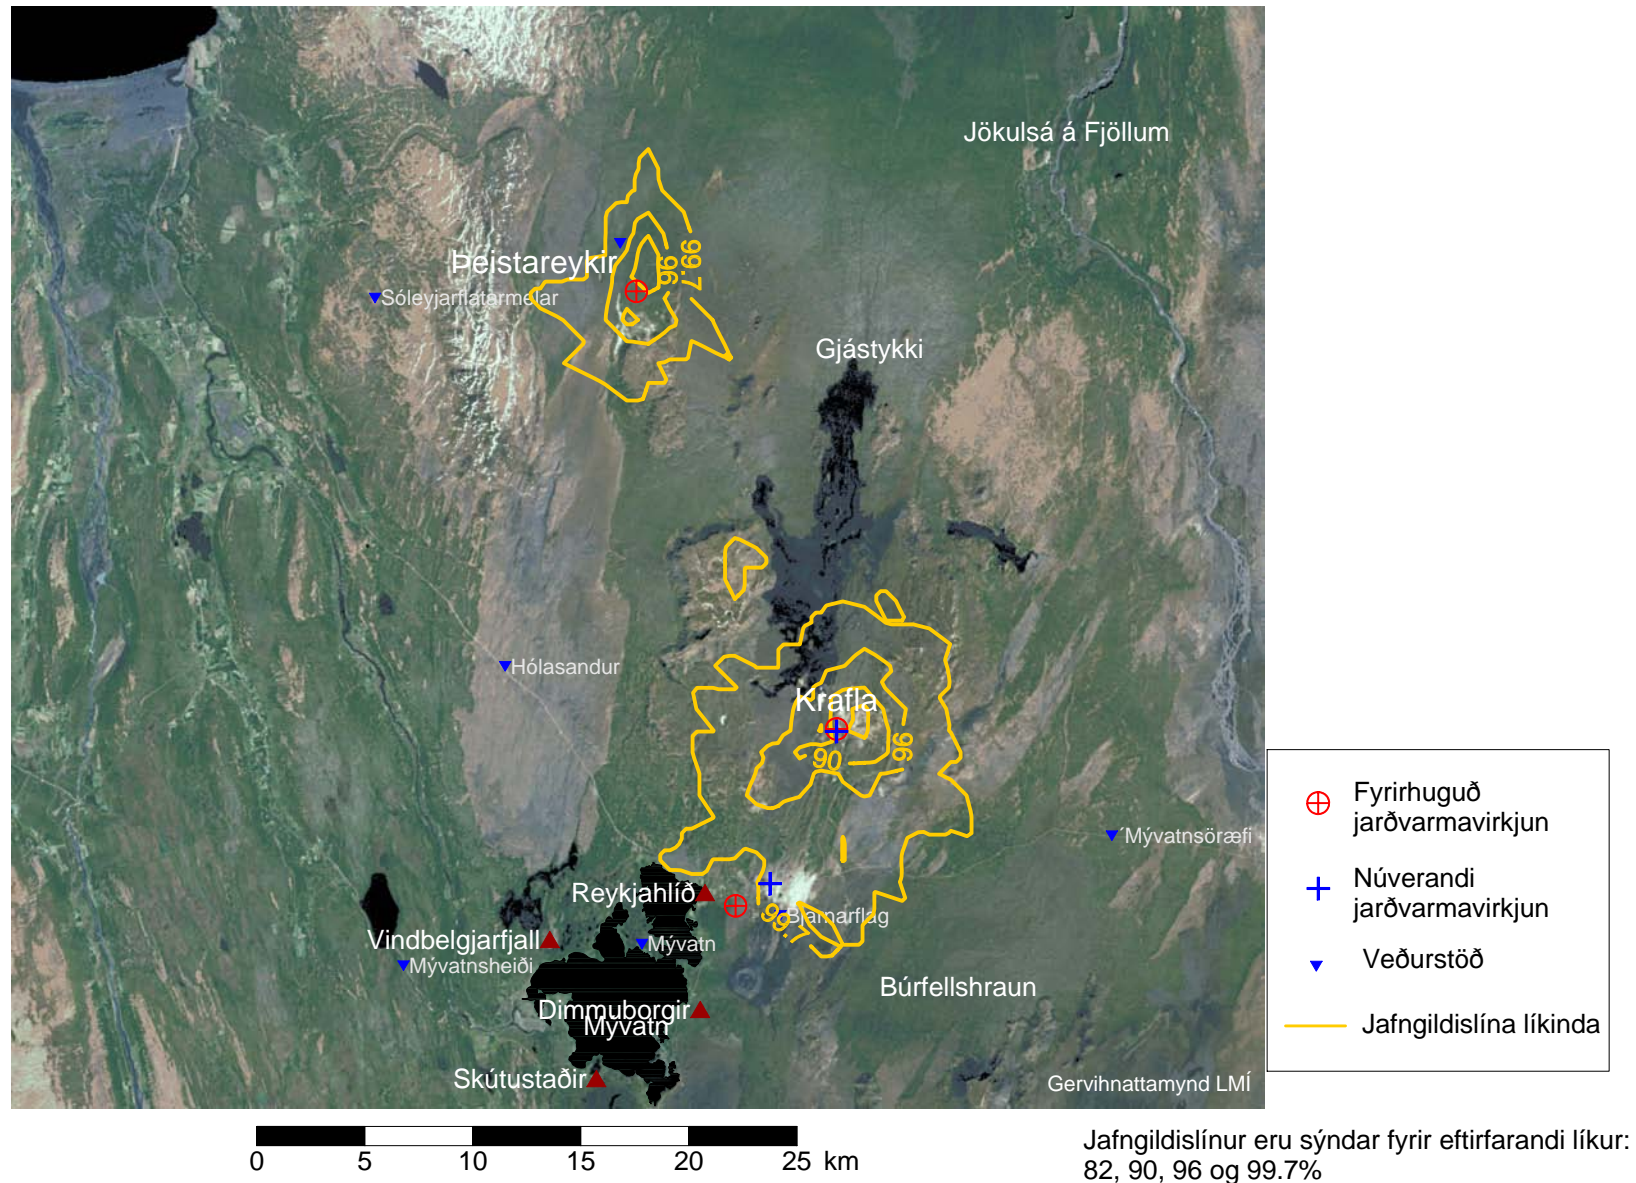 Jökulsá á Fjöllum
Þeistareykir
99.7
96
Sóleyjarflatarmelar
Gjástykki
Hólasandur
Krafla
96
90
Fyrirhuguð
jarðvarmavirkjun
´Mývatnsöræfi
Núverandi
jarðvarmavirkjun
Reykjahlíð
99.7
Bjarnarflag
Vindbelgjarfjall
Mývatn
Mývatnsheiði
Veðurstöð
Búrfellshraun
Dimmuborgir
Mývatn
Jafngildislína líkinda
Skútustaðir
Gervihnattamynd LMÍ
0 5 10 15 20 25 km
Jafngildislínur eru sýndar fyrir eftirfarandi líkur:
82, 90, 96 og 99.7%